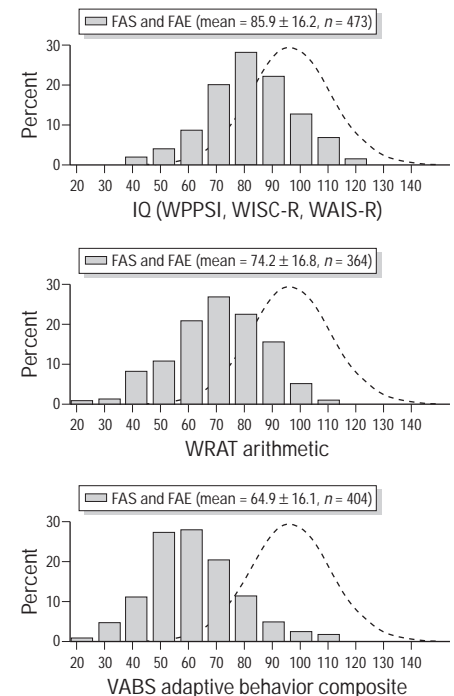 FAS and FAE (mean = 85.9 ± 16.2, n = 473)
30
20
10
0
Percent
20 30 40 50 60 70 80 90 100 110 120 130 140
IQ (WPPSI, WISC-R, WAIS-R)
FAS and FAE (mean = 74.2 ± 16.8, n = 364)
30
20
10
0
Percent
20 30 40 50 60 70 80 90 100 110 120 130 140
WRAT arithmetic
FAS and FAE (mean = 64.9 ± 16.1, n = 404)
30
20
10
0
Percent
20 30 40 50 60 70 80 90 100 110 120 130 140
VABS adaptive behavior composite